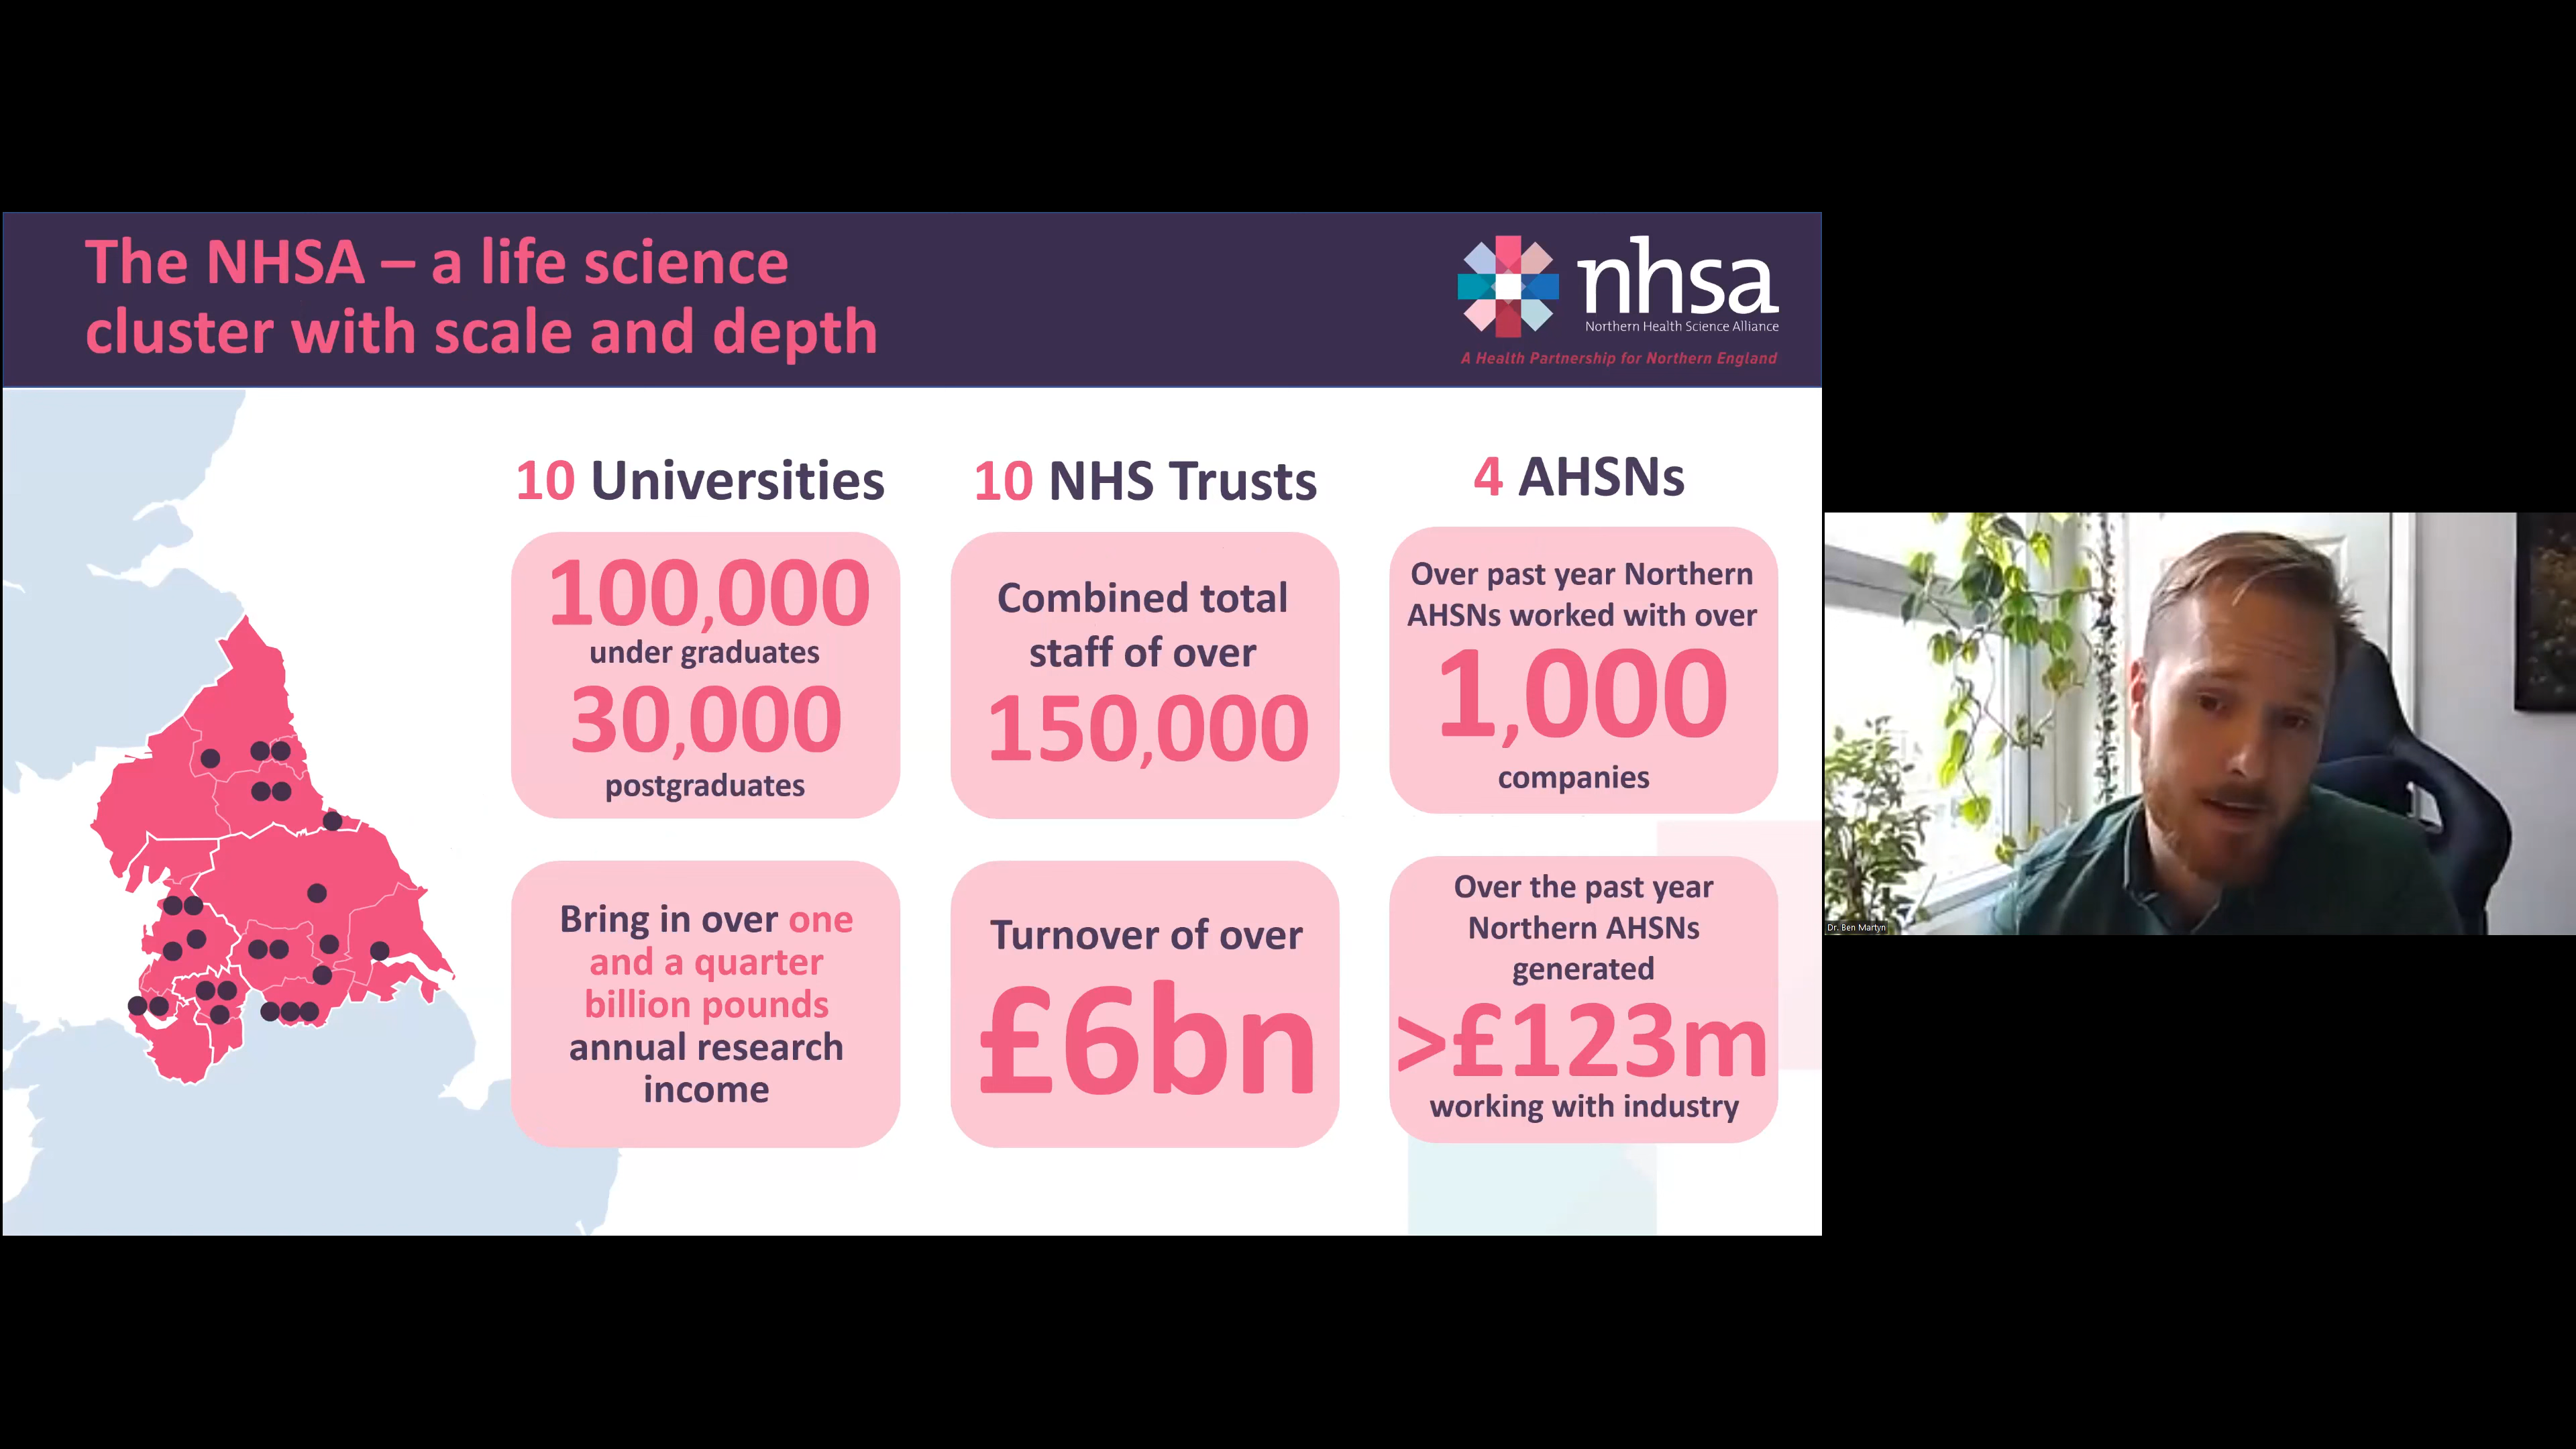 The NHSA – a life science
cluster with scale and depth
nhsa
Northern Health Science Alliance
A Health Partnership for Northern England
10 Universities
100,000
under graduates
30,000
postgraduates
Bring in over one
and a quarter
billion pounds
annual research
income
10 NHS Trusts
Combined total
staff of over
150,000
Turnover of over
£6bn
4 AHSNs
Over past year Northern
AHSNs worked with over
1,000
companies
Over the past year
Northern AHSNs
generated
>£123m
working with industry
Dr. Ben Martyn